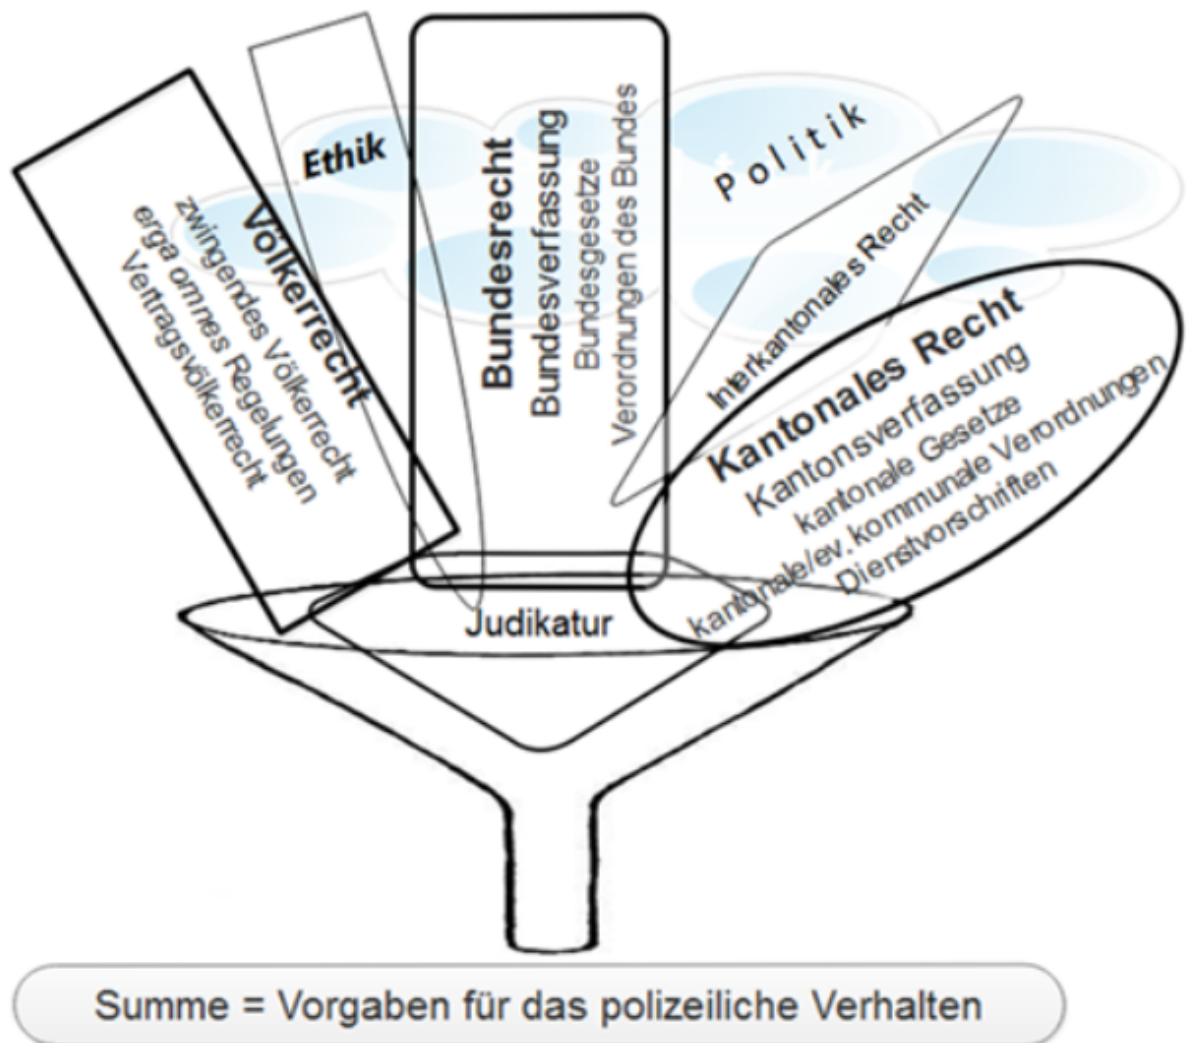 Völkerrecht
zwingendes Völkerrecht
erga omnes Regelungen
Vertragsvölkerrecht
Ethik
Bundesrecht
Bundesverfassung
Bundesgesetze
Verordnungen des Bundes
Politik
Interkantonales Recht
Kantonales Recht
Kantonsverfassung
kantonale Gesetze
kantonale/ev. kommunale Verordnungen
Dienstvorschriften
Judikatur
Summe = Vorgaben für das polizeiliche Verhalten